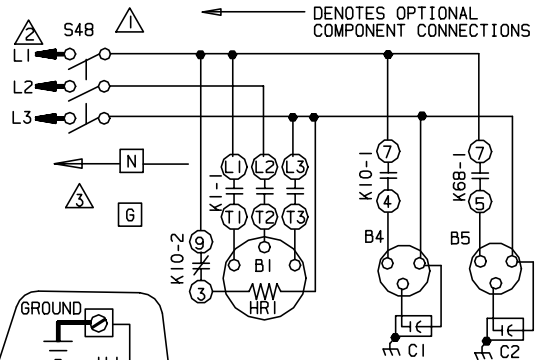 DENOTES OPTIONAL
COMPONENT CONNECTIONS
1
2
S48
L1
L2
L3
N
3
G
L1 L2 L3
K1-1
T1 T2 T3
K10-2
9
3
B1
HR1
K10-1
7
4
B4
C1
K68-1
7
5
B5
C2
GROUND